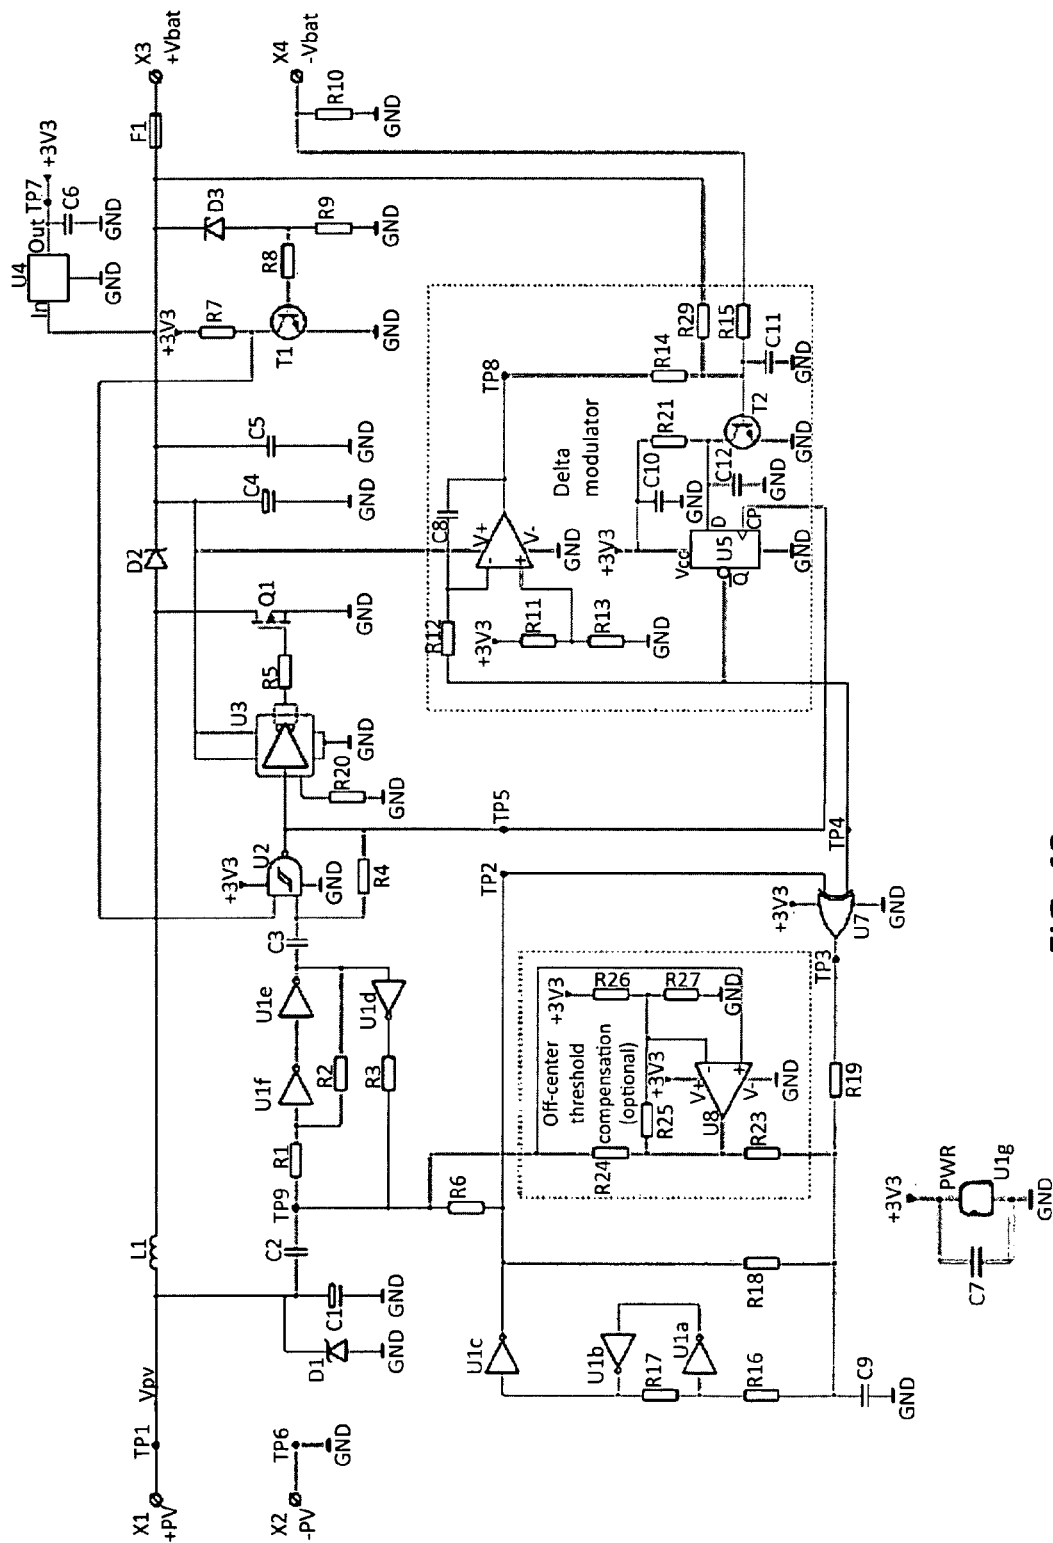 X1
+PV
TP1
Vpv
L1
D2
F1
X3
+Vbat
X2
-PV
TP6
GND
D1
GND
C1
GND
C2
TP9
R1
U1f
U1e
R2
R3
U1d
C3
+3V3
U2
GND
R4
R20
GND
U3
GND
R5
Q1
GND
C4
GND
C5
GND
+3V3
R7
T1
GND
R8
D3
R9
GND
In
U4
Out
GND
TP7
C6
GND
+3V3
X4
-Vbat
R10
GND
R6
TP2
TP5
TP4
TP3
TP8
U1c
U1b
U1a
R17
R16
R18
C9
GND
Off-center
threshold
compensation
(optional)
+3V3
R26
R27
GND
R25
R24
+3V3
V+
V-
-
+
U8
GND
R23
R19
+3V3
U7
GND
Delta
modulator
R12
C8
+3V3
R11
R13
GND
V+
V-
-
+
GND
+3V3
C10
GND
R21
Vcc
D
U5
CP
Q
GND
C12
GND
T2
GND
R14
R29
R15
C11
GND
+3V3
PWR
U1g
C7
GND